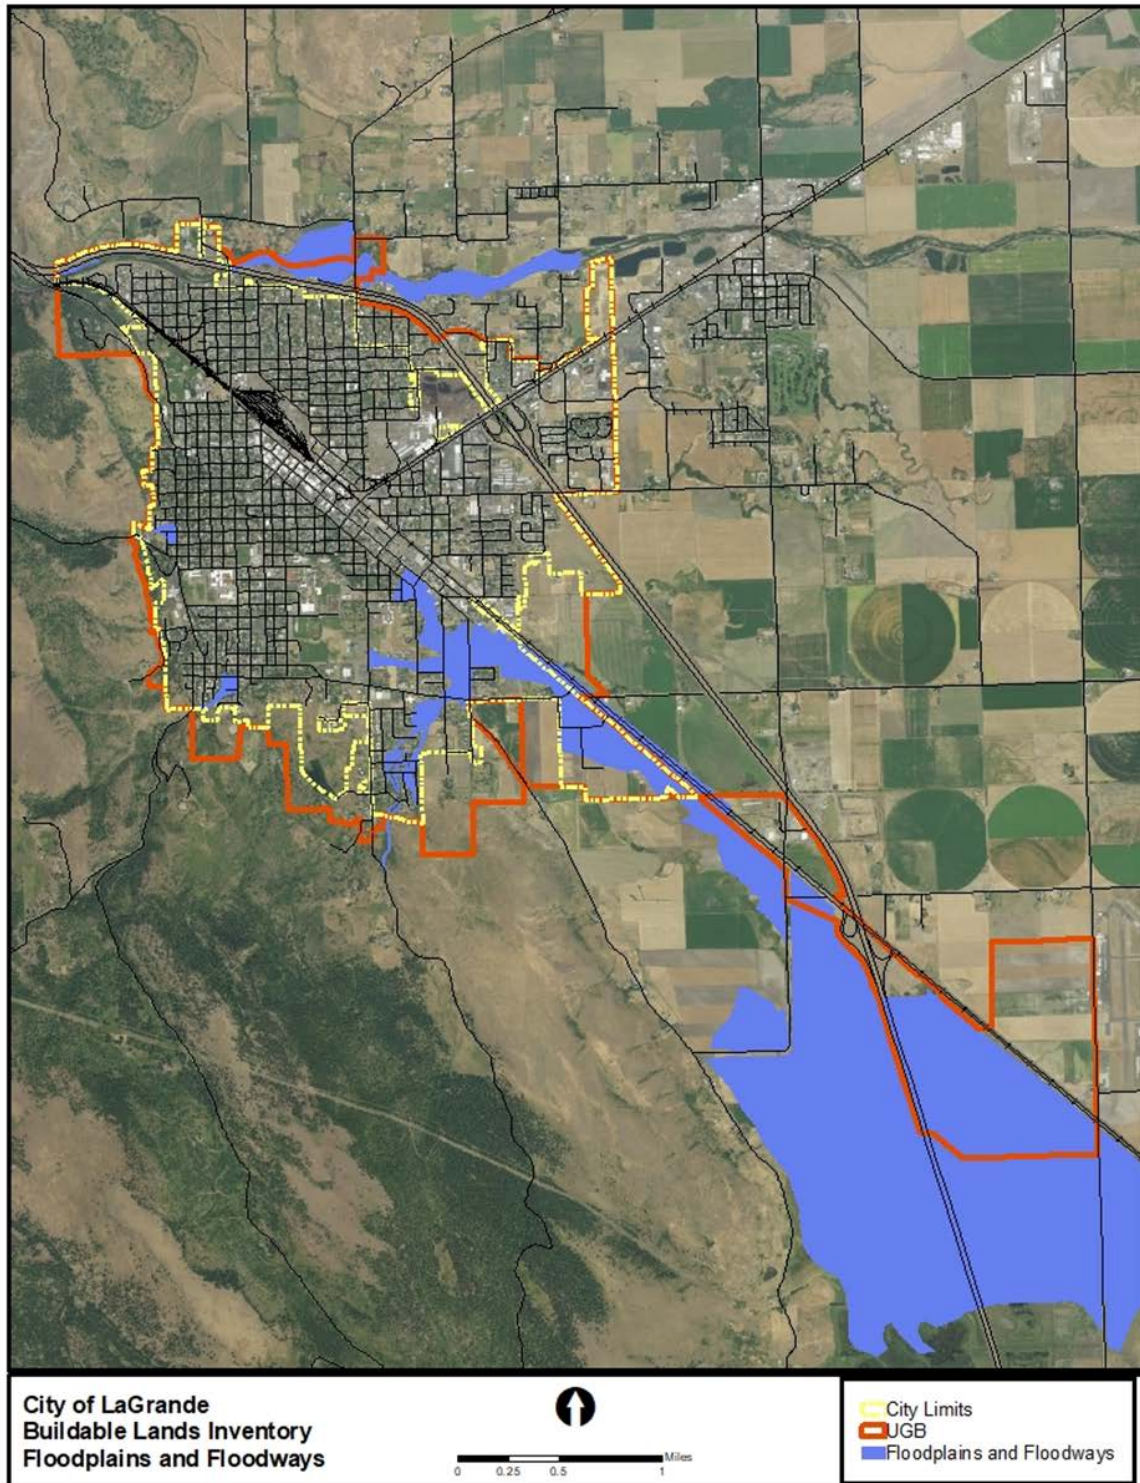 City of LaGrande
Buildable Lands Inventory
Floodplains and Floodways
Miles
0 0.25 0.5 1
City Limits
UGB
Floodplains and Floodways